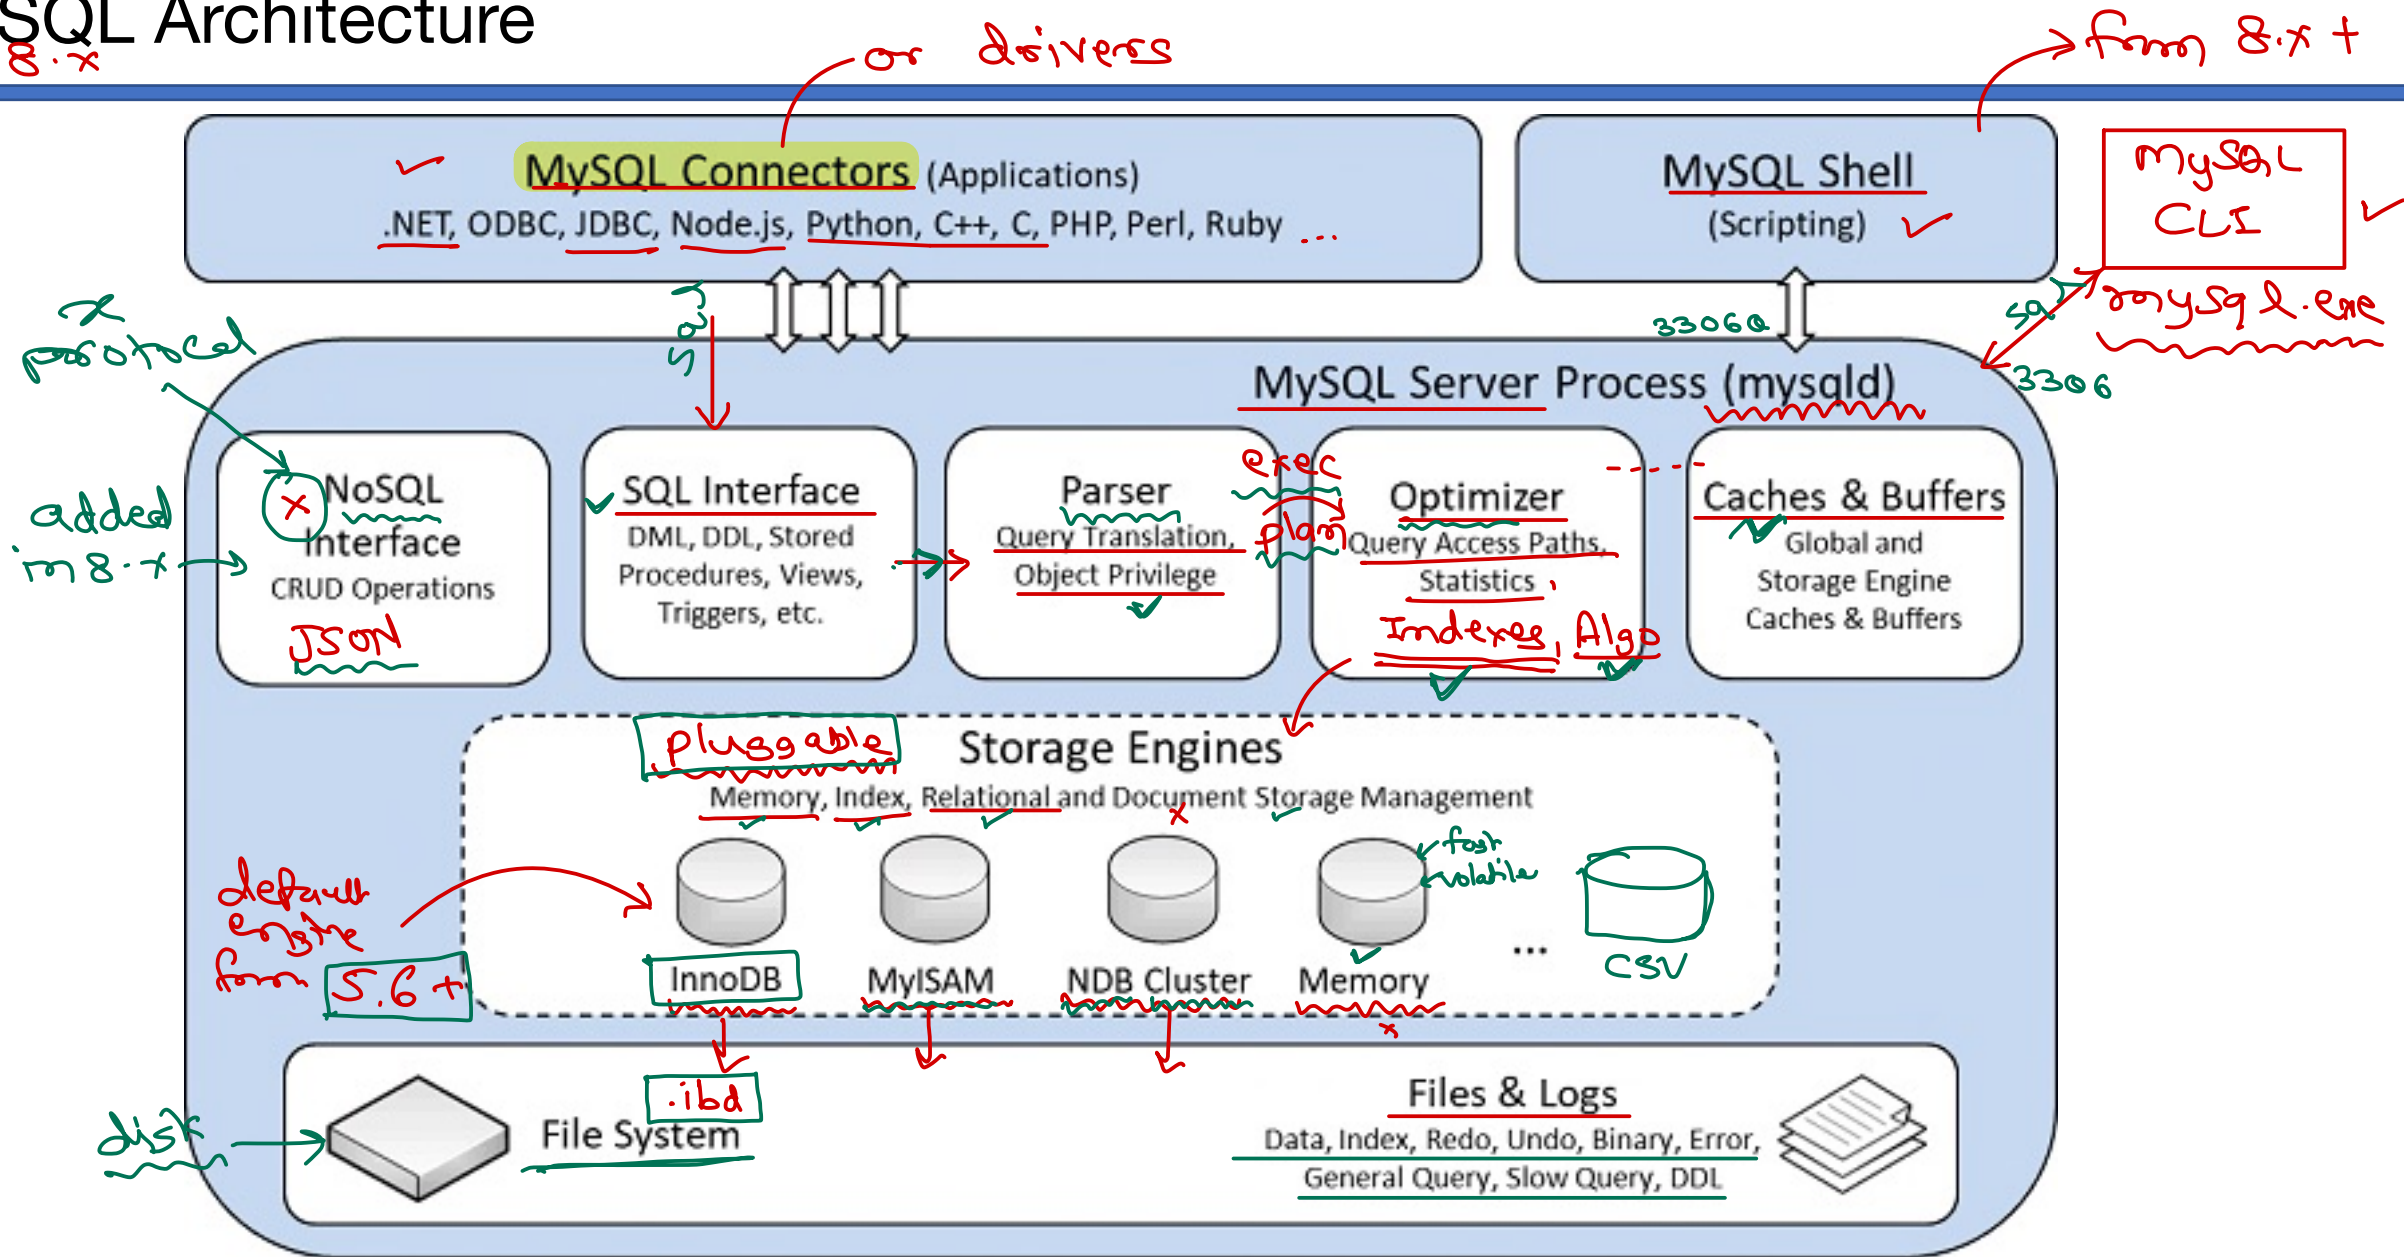 SQL Architecture
8.x
or drivers
from 8.x +
MySQL Connectors (Applications)
.NET, ODBC, JDBC, Node.js, Python, C++, C, PHP, Perl, Ruby ...
MySQL Shell
(Scripting)
MySQL
CLI
mysql.exe
x
protocol
SQL
33060
SQL
3306
MySQL Server Process (mysqld)
added
in 8.x
x NoSQL
Interface
CRUD Operations
JSON
SQL Interface
DML, DDL, Stored
Procedures, Views,
Triggers, etc.
Parser
Query Translation,
Object Privilege
exec
plan
Optimizer
Query Access Paths,
Statistics
Indexes, Algo
Caches & Buffers
Global and
Storage Engine
Caches & Buffers
pluggable
Storage Engines
Memory, Index, Relational and Document Storage Management
default
engine
from 5.6 +
fast
volatile
...
InnoDB
MyISAM
NDB Cluster
Memory
CSV
.ibd
disk
File System
Files & Logs
Data, Index, Redo, Undo, Binary, Error,
General Query, Slow Query, DDL